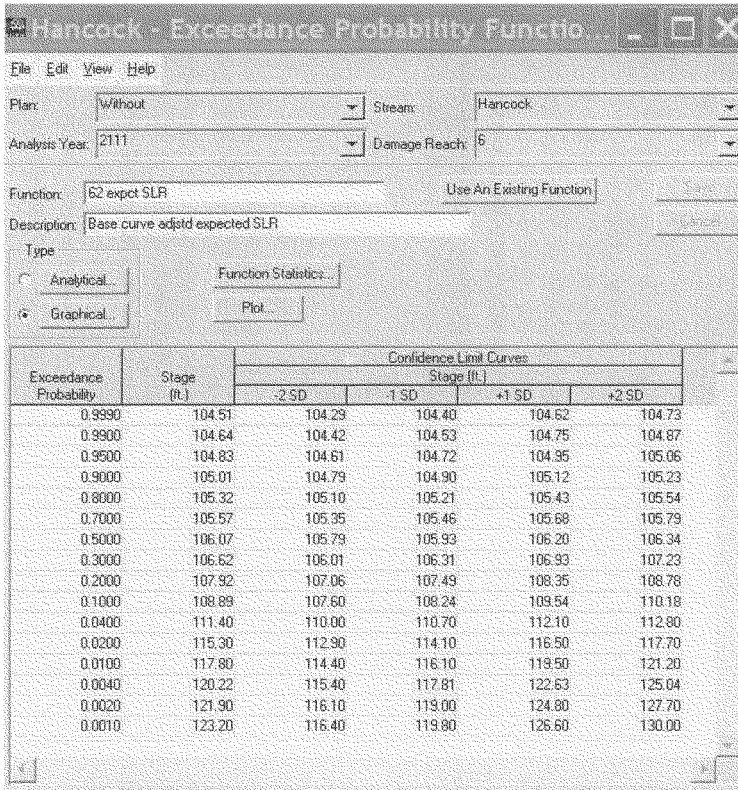 Hancock - Exceedance Probability Functio...
File Edit View Help
Plan: Without Stream: Hancock
Analysis Year: 2111 Damage Reach: 6
Function: 62 expct SLR Use An Existing Function Save
Description: Base curve adjstd expected SLR Cancel
Type
Analytical... Function Statistics...
Graphical... Plot...
Confidence Limit Curves
Exceedance Stage Stage (ft.)
Probability (ft.) -2 SD 1 SD +1 SD +2 SD
0.9990 104.51 104.29 104.40 104.62 104.73
0.9900 104.64 104.42 104.53 104.75 104.87
0.9500 104.83 104.61 104.72 104.95 105.06
0.9000 105.01 104.79 104.90 105.12 105.23
0.8000 105.32 105.10 105.21 105.43 105.54
0.7000 105.57 105.35 105.46 105.68 105.79
0.5000 106.07 105.79 105.93 106.20 106.34
0.3000 106.62 106.01 106.31 106.93 107.23
0.2000 107.92 107.06 107.49 108.35 108.78
0.1000 108.89 107.60 108.24 109.54 110.18
0.0400 111.40 110.00 110.70 112.10 112.80
0.0200 115.30 112.90 114.10 116.50 117.70
0.0100 117.80 114.40 116.10 119.50 121.20
0.0040 120.22 115.40 117.81 122.63 125.04
0.0020 121.90 116.10 119.00 124.80 127.70
0.0010 123.20 116.40 119.80 126.60 130.00